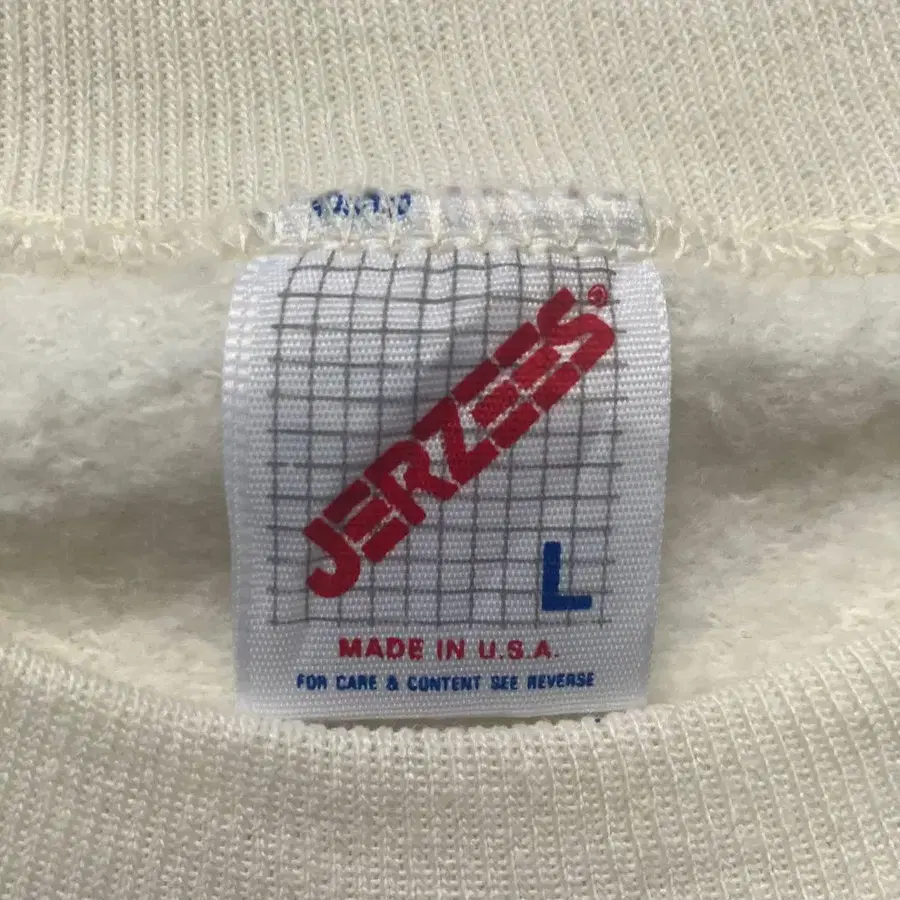 JERZEES®
L
MADE IN U.S.A.
FOR CARE & CONTENT SEE REVERSE